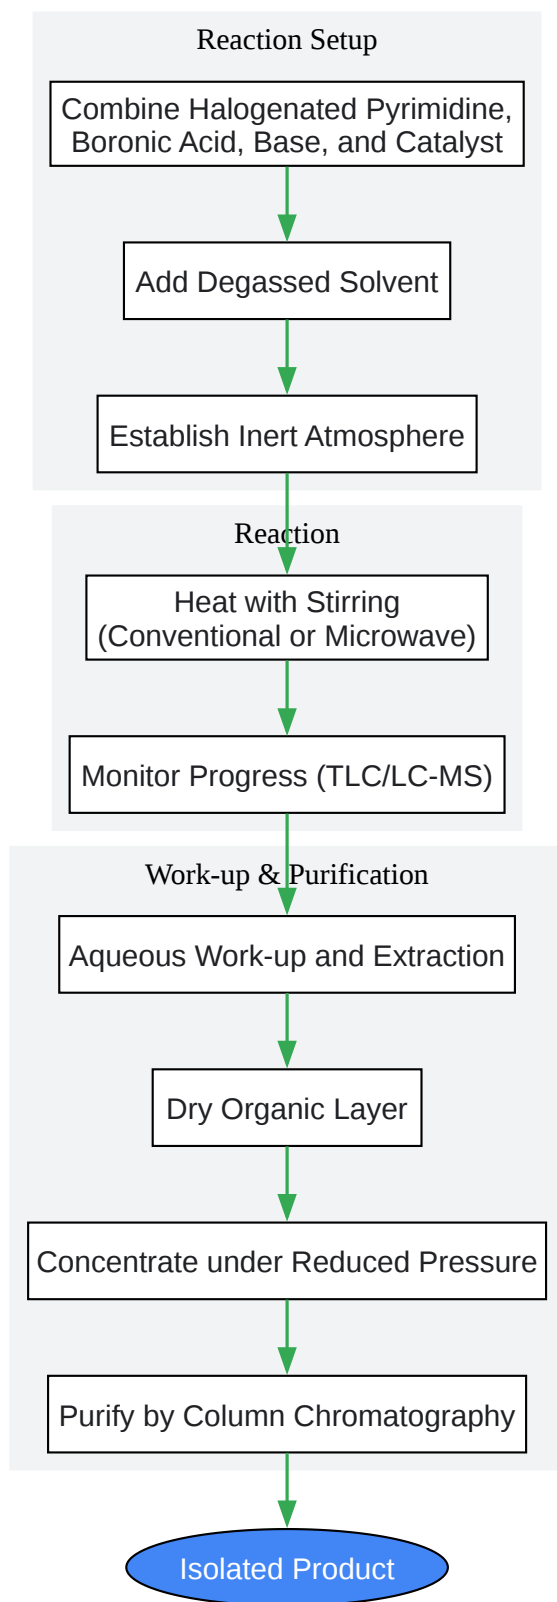 Reaction Setup
Combine Halogenated Pyrimidine,
Boronic Acid, Base, and Catalyst
Add Degassed Solvent
Establish Inert Atmosphere
Reaction
Heat with Stirring
(Conventional or Microwave)
Monitor Progress (TLC/LC-MS)
Work-up & Purification
Aqueous Work-up and Extraction
Dry Organic Layer
Concentrate under Reduced Pressure
Purify by Column Chromatography
Isolated Product